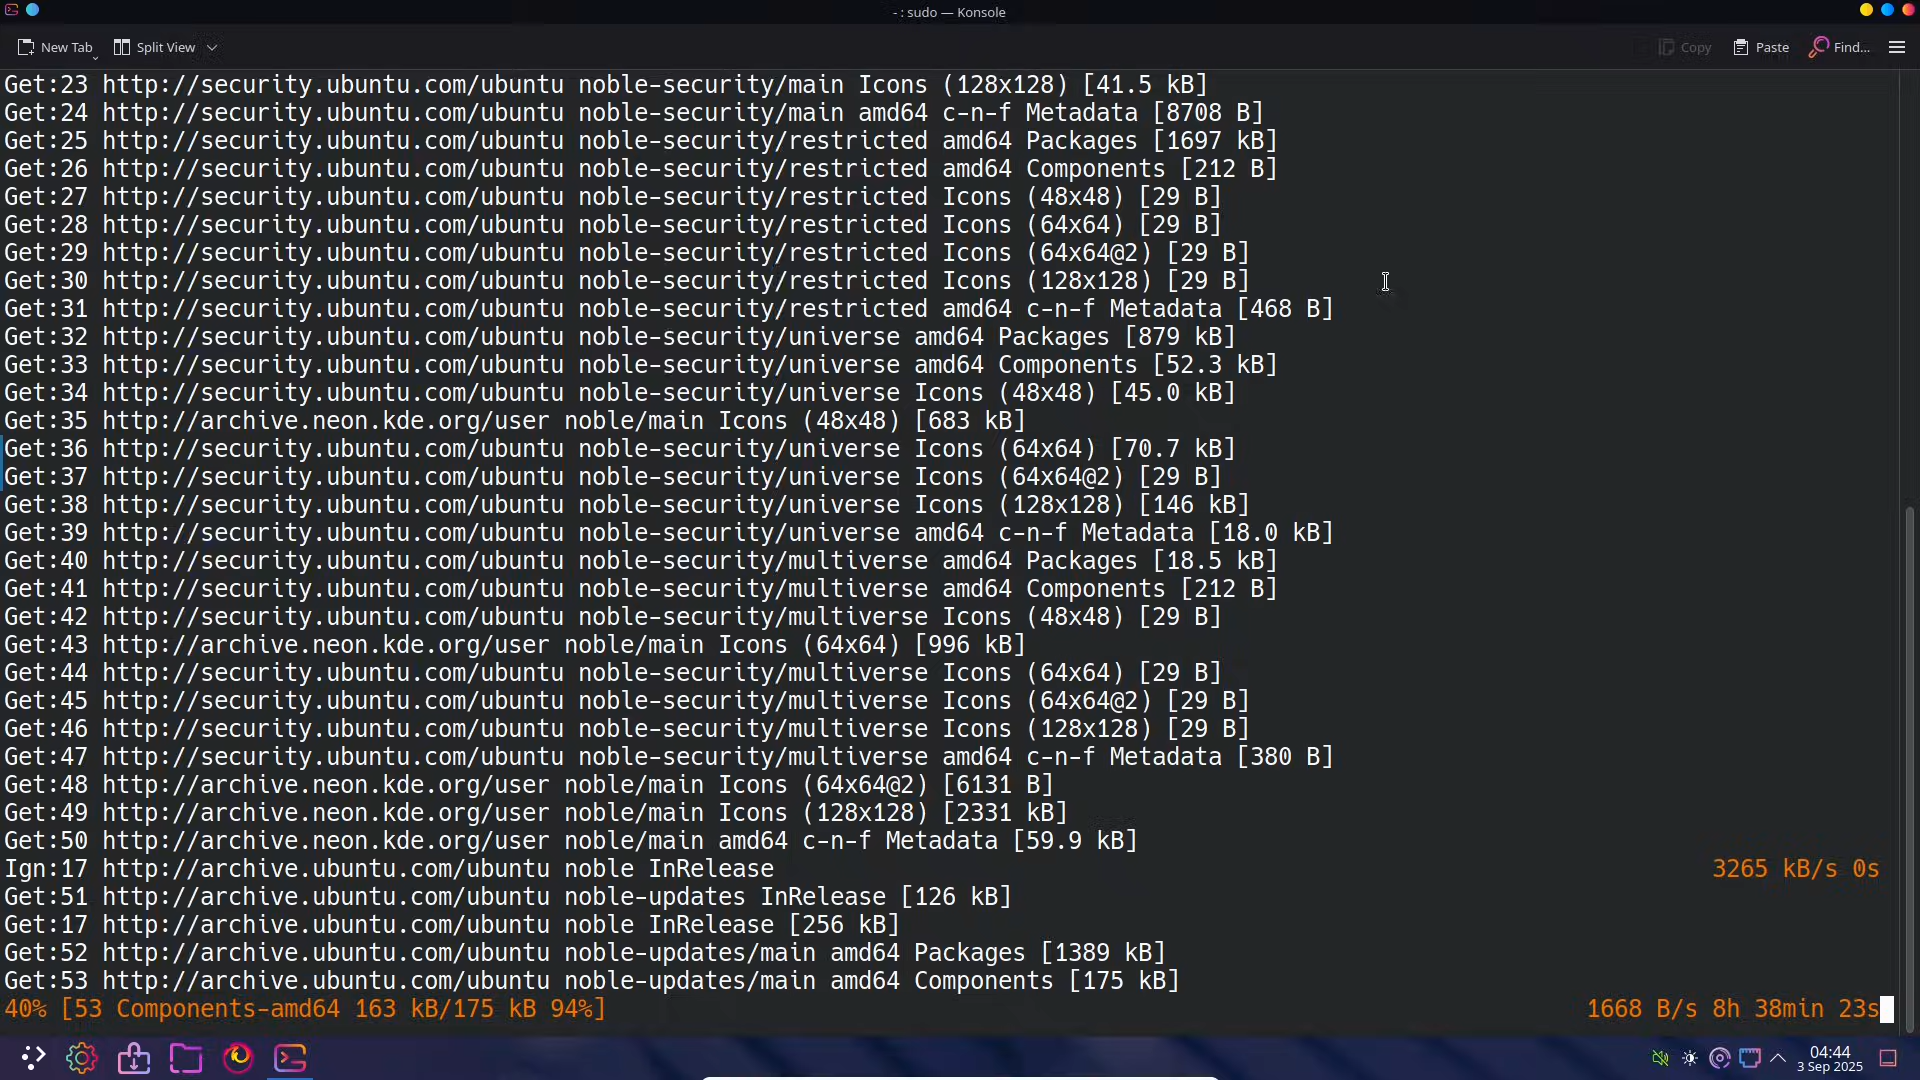 - : sudo — Konsole
New Tab
Split View
Copy
Paste
Find...
Get:23 http://security.ubuntu.com/ubuntu noble-security/main Icons (128x128) [41.5 kB]
Get:24 http://security.ubuntu.com/ubuntu noble-security/main amd64 c-n-f Metadata [8708 B]
Get:25 http://security.ubuntu.com/ubuntu noble-security/restricted amd64 Packages [1697 kB]
Get:26 http://security.ubuntu.com/ubuntu noble-security/restricted amd64 Components [212 B]
Get:27 http://security.ubuntu.com/ubuntu noble-security/restricted Icons (48x48) [29 B]
Get:28 http://security.ubuntu.com/ubuntu noble-security/restricted Icons (64x64) [29 B]
Get:29 http://security.ubuntu.com/ubuntu noble-security/restricted Icons (64x64@2) [29 B]
Get:30 http://security.ubuntu.com/ubuntu noble-security/restricted Icons (128x128) [29 B]
Get:31 http://security.ubuntu.com/ubuntu noble-security/restricted amd64 c-n-f Metadata [468 B]
Get:32 http://security.ubuntu.com/ubuntu noble-security/universe amd64 Packages [879 kB]
Get:33 http://security.ubuntu.com/ubuntu noble-security/universe amd64 Components [52.3 kB]
Get:34 http://security.ubuntu.com/ubuntu noble-security/universe Icons (48x48) [45.0 kB]
Get:35 http://archive.neon.kde.org/user noble/main Icons (48x48) [683 kB]
Get:36 http://security.ubuntu.com/ubuntu noble-security/universe Icons (64x64) [70.7 kB]
Get:37 http://security.ubuntu.com/ubuntu noble-security/universe Icons (64x64@2) [29 B]
Get:38 http://security.ubuntu.com/ubuntu noble-security/universe Icons (128x128) [146 kB]
Get:39 http://security.ubuntu.com/ubuntu noble-security/universe amd64 c-n-f Metadata [18.0 kB]
Get:40 http://security.ubuntu.com/ubuntu noble-security/multiverse amd64 Packages [18.5 kB]
Get:41 http://security.ubuntu.com/ubuntu noble-security/multiverse amd64 Components [212 B]
Get:42 http://security.ubuntu.com/ubuntu noble-security/multiverse Icons (48x48) [29 B]
Get:43 http://archive.neon.kde.org/user noble/main Icons (64x64) [996 kB]
Get:44 http://security.ubuntu.com/ubuntu noble-security/multiverse Icons (64x64) [29 B]
Get:45 http://security.ubuntu.com/ubuntu noble-security/multiverse Icons (64x64@2) [29 B]
Get:46 http://security.ubuntu.com/ubuntu noble-security/multiverse Icons (128x128) [29 B]
Get:47 http://security.ubuntu.com/ubuntu noble-security/multiverse amd64 c-n-f Metadata [380 B]
Get:48 http://archive.neon.kde.org/user noble/main Icons (64x64@2) [6131 B]
Get:49 http://archive.neon.kde.org/user noble/main Icons (128x128) [2331 kB]
Get:50 http://archive.neon.kde.org/user noble/main amd64 c-n-f Metadata [59.9 kB]
Ign:17 http://archive.ubuntu.com/ubuntu noble InRelease 3265 kB/s 0s
Get:51 http://archive.ubuntu.com/ubuntu noble-updates InRelease [126 kB]
Get:17 http://archive.ubuntu.com/ubuntu noble InRelease [256 kB]
Get:52 http://archive.ubuntu.com/ubuntu noble-updates/main amd64 Packages [1389 kB]
Get:53 http://archive.ubuntu.com/ubuntu noble-updates/main amd64 Components [175 kB]
40% [53 Components-amd64 163 kB/175 kB 94%] 1668 B/s 8h 38min 23s
04:44
3 Sep 2025